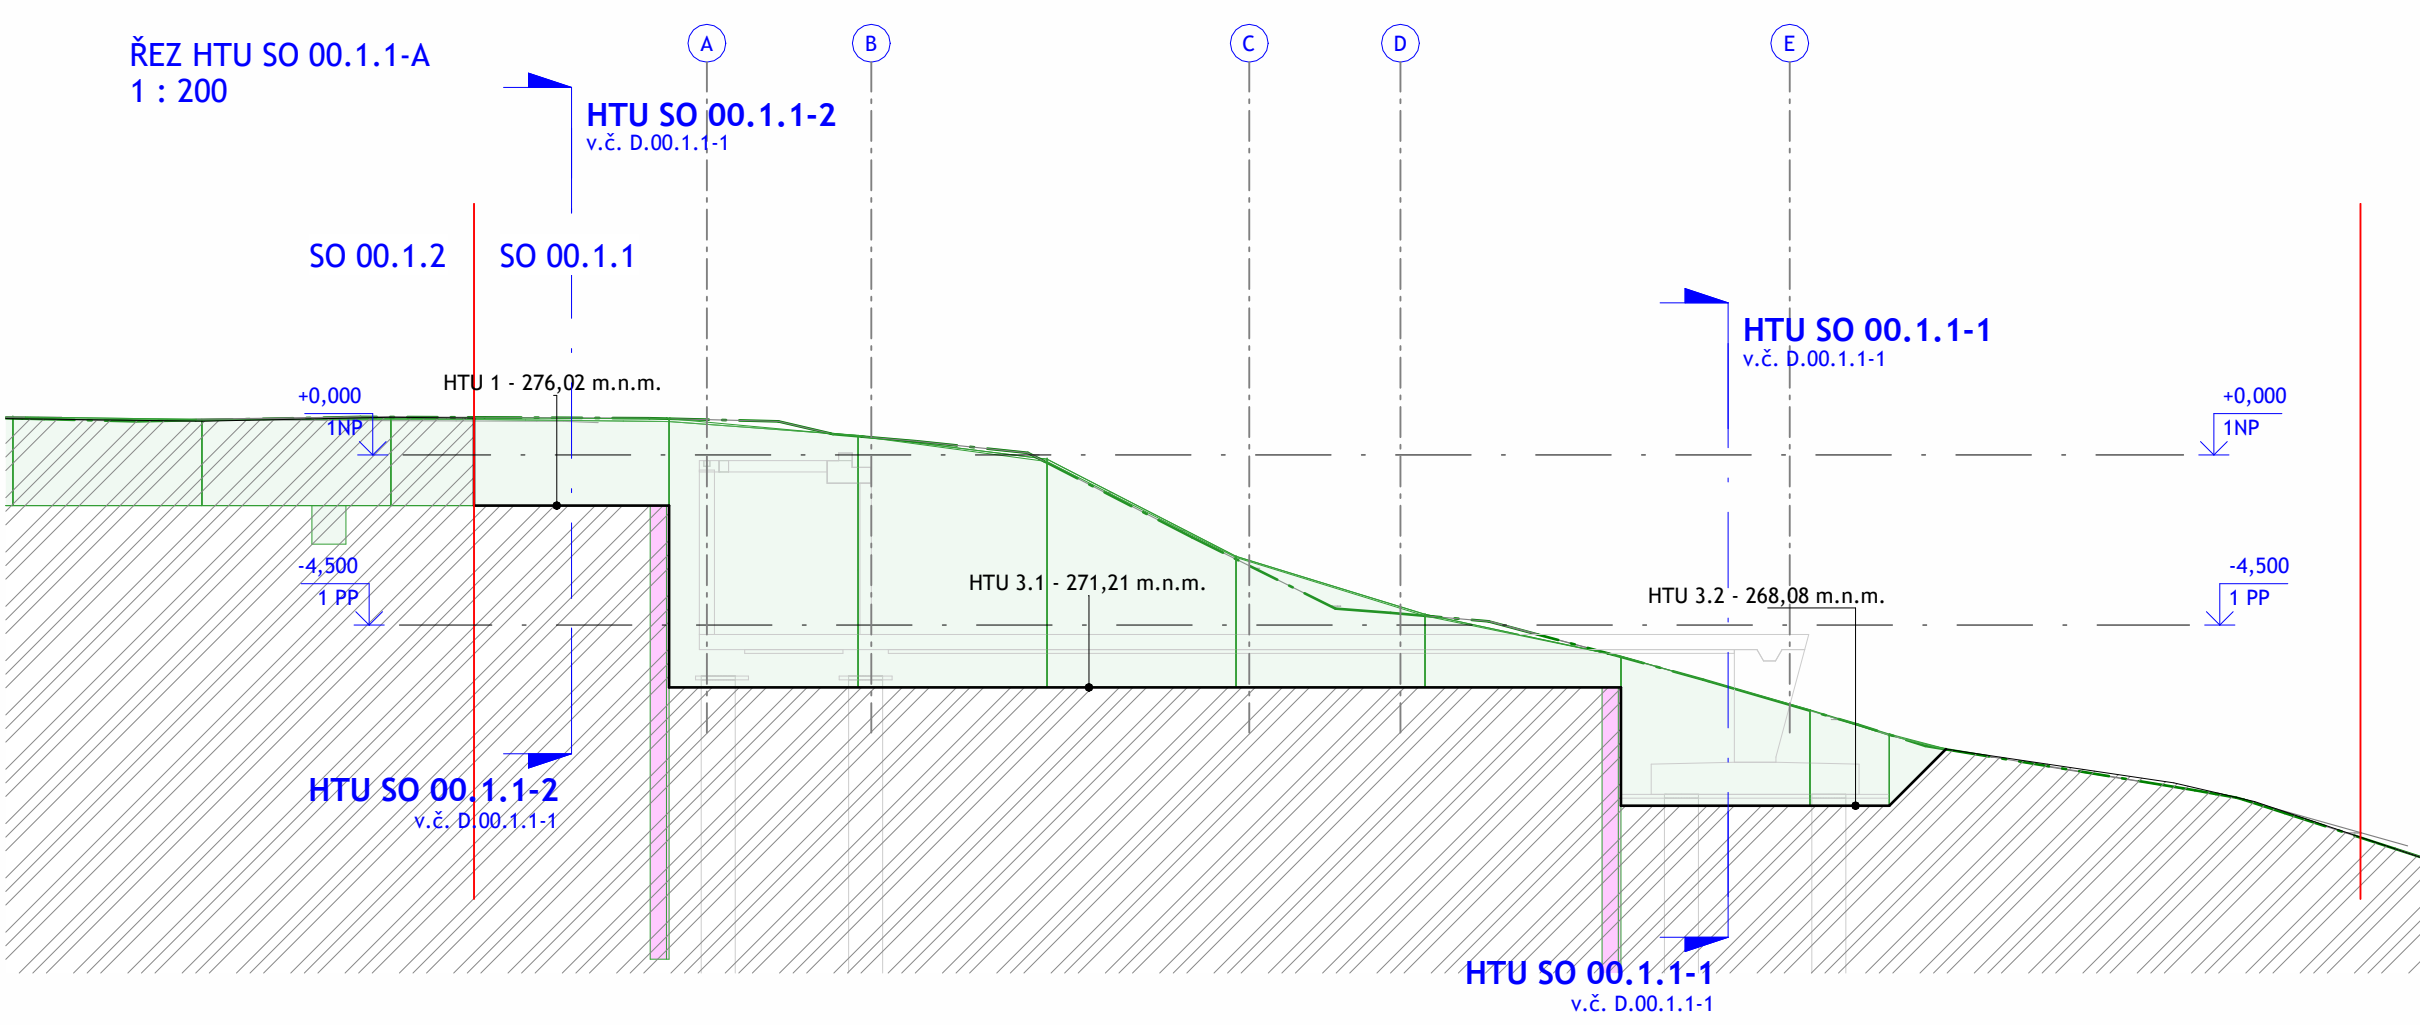 ŘEZ HTU SO 00.1.1-A
1 : 200
A
B
C
D
E
HTU SO 00.1.1-2
v.č. D.00.1.1-1
SO 00.1.2
SO 00.1.1
HTU SO 00.1.1-1
v.č. D.00.1.1-1
HTU 1 - 276,02 m.n.m.
+0,000
1NP
+0,000
1NP
-4,500
1 PP
HTU 3.1 - 271,21 m.n.m.
HTU 3.2 - 268,08 m.n.m.
-4,500
1 PP
HTU SO 00.1.1-2
v.č. D.00.1.1-1
HTU SO 00.1.1-1
v.č. D.00.1.1-1